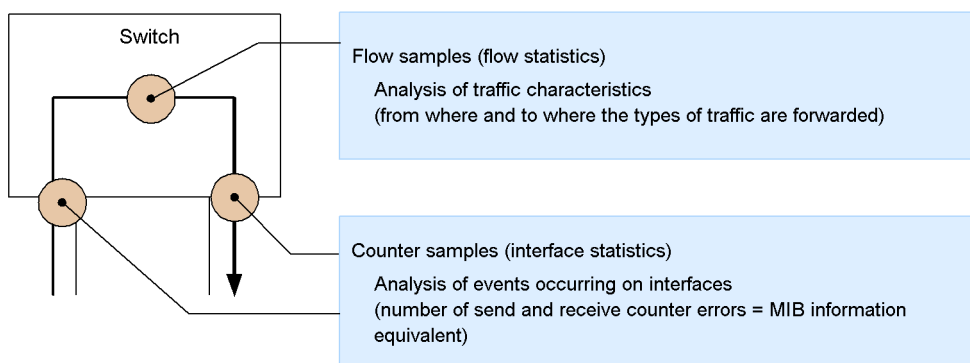 Switch
Flow samples (flow statistics)
Analysis of traffic characteristics
(from where and to where the types of traffic are forwarded)
Counter samples (interface statistics)
Analysis of events occurring on interfaces
(number of send and receive counter errors = MIB information
equivalent)